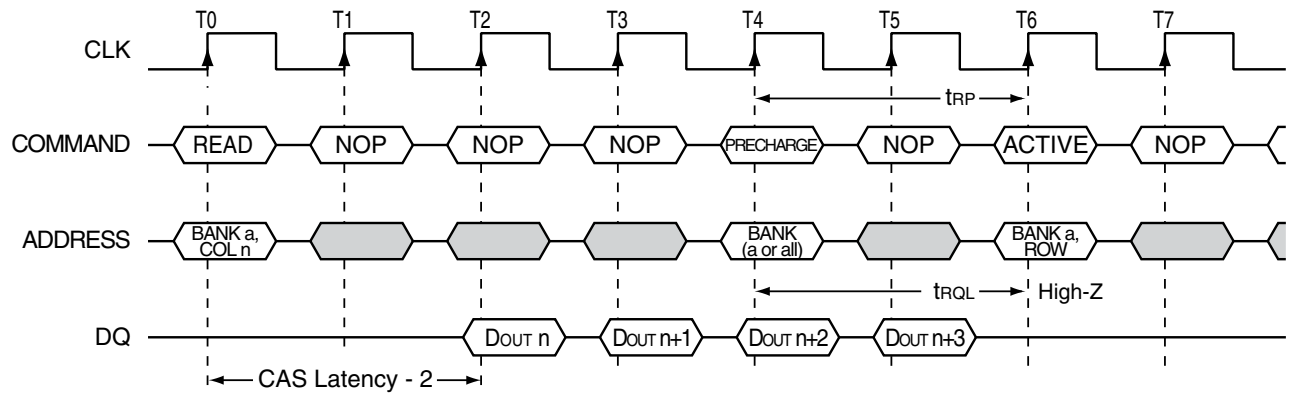 T0 T1 T2 T3 T4 T5 T6 T7
CLK
tRP
COMMAND READ NOP NOP NOP PRECHARGE NOP ACTIVE NOP
ADDRESS BANK a, COL n BANK (a or all) BANK a, ROW
tRQL High-Z
DQ DOUT n DOUT n+1 DOUT n+2 DOUT n+3
CAS Latency - 2